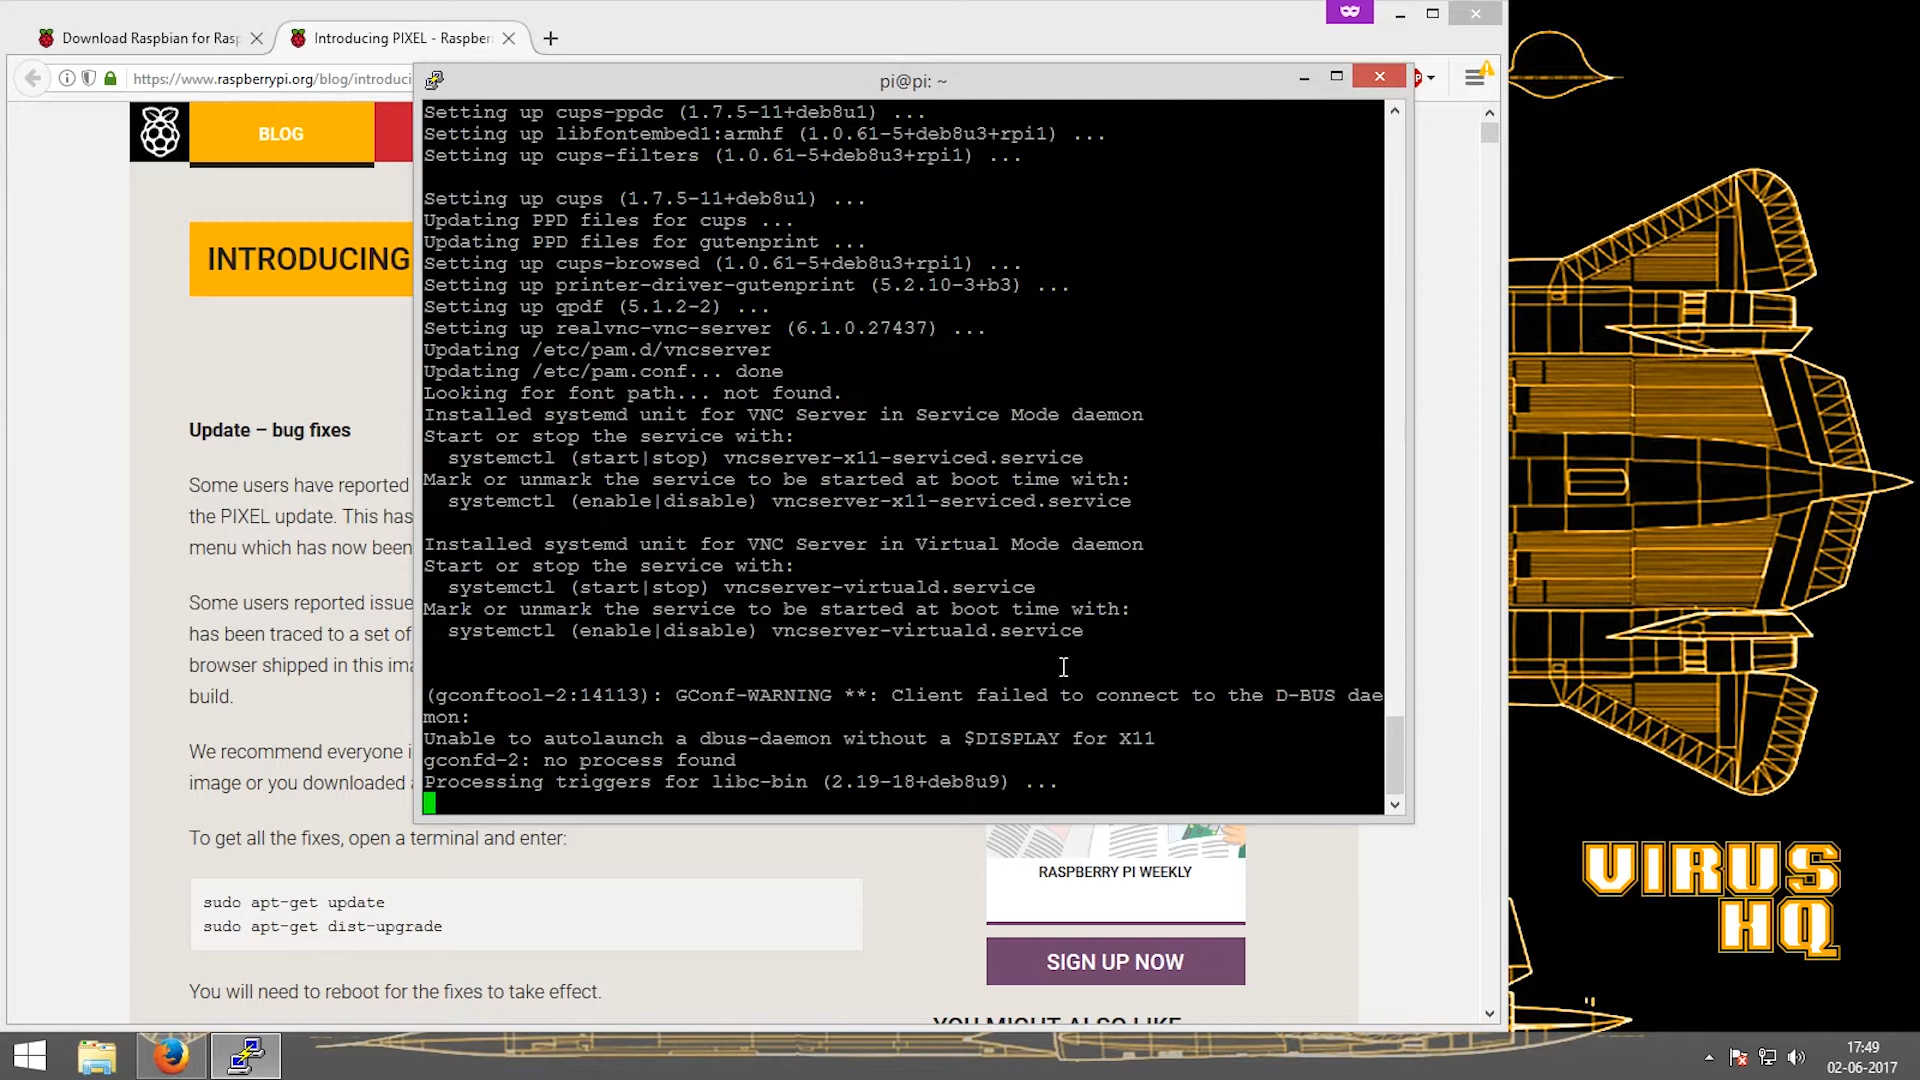 Download Raspbian for Rasp
Introducing PIXEL - Raspber
https://www.raspberrypi.org/blog/introduci
pi@pi: ~
BLOG
INTRODUCING
Update – bug fixes
Some users have reported
the PIXEL update. This has
menu which has now been
Some users reported issue
has been traced to a set of
browser shipped in this ima
build.
We recommend everyone i
image or you downloaded a
To get all the fixes, open a terminal and enter:
sudo apt-get update
sudo apt-get dist-upgrade
You will need to reboot for the fixes to take effect.
Setting up cups-ppdc (1.7.5-11+deb8u1) ...
Setting up libfontembed1:armhf (1.0.61-5+deb8u3+rpi1) ...
Setting up cups-filters (1.0.61-5+deb8u3+rpi1) ...
Setting up cups (1.7.5-11+deb8u1) ...
Updating PPD files for cups ...
Updating PPD files for gutenprint ...
Setting up cups-browsed (1.0.61-5+deb8u3+rpi1) ...
Setting up printer-driver-gutenprint (5.2.10-3+b3) ...
Setting up qpdf (5.1.2-2) ...
Setting up realvnc-vnc-server (6.1.0.27437) ...
Updating /etc/pam.d/vncserver
Updating /etc/pam.conf... done
Looking for font path... not found.
Installed systemd unit for VNC Server in Service Mode daemon
Start or stop the service with:
systemctl (start|stop) vncserver-x11-serviced.service
Mark or unmark the service to be started at boot time with:
systemctl (enable|disable) vncserver-x11-serviced.service
Installed systemd unit for VNC Server in Virtual Mode daemon
Start or stop the service with:
systemctl (start|stop) vncserver-virtuald.service
Mark or unmark the service to be started at boot time with:
systemctl (enable|disable) vncserver-virtuald.service
(gconftool-2:14113): GConf-WARNING **: Client failed to connect to the D-BUS dae
mon:
Unable to autolaunch a dbus-daemon without a $DISPLAY for X11
gconfd-2: no process found
Processing triggers for libc-bin (2.19-18+deb8u9) ...
RASPBERRY PI WEEKLY
SIGN UP NOW
YOU MIGHT ALSO LIKE
VIRUS
HQ
17:49
02-06-2017